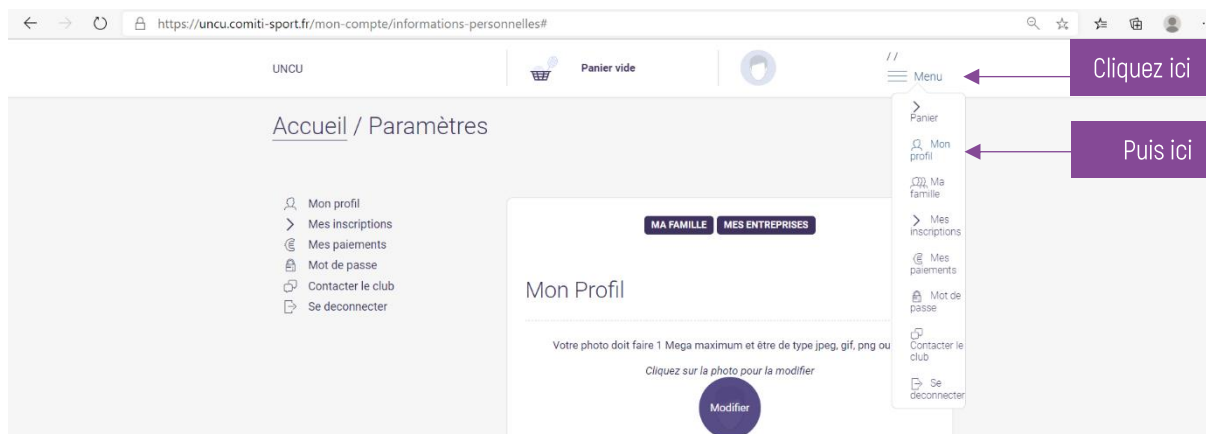 https://uncu.comiti-sport.fr/mon-compte/informations-personnelles#
UNCU
Panier vide
//
Menu
Cliquez ici
Accueil / Paramètres
Panier
Mon
profil
Puis ici
Ma
famille
Mes
inscriptions
Mes
paiements
Mot de
passe
Contacter le
club
Se
deconnecter
Mon profil
Mes inscriptions
Mes paiements
Mot de passe
Contacter le club
Se deconnecter
MA FAMILLE MES ENTREPRISES
Mon Profil
Votre photo doit faire 1 Mega maximum et être de type jpeg, gif, png ou
Cliquez sur la photo pour la modifier
Modifier